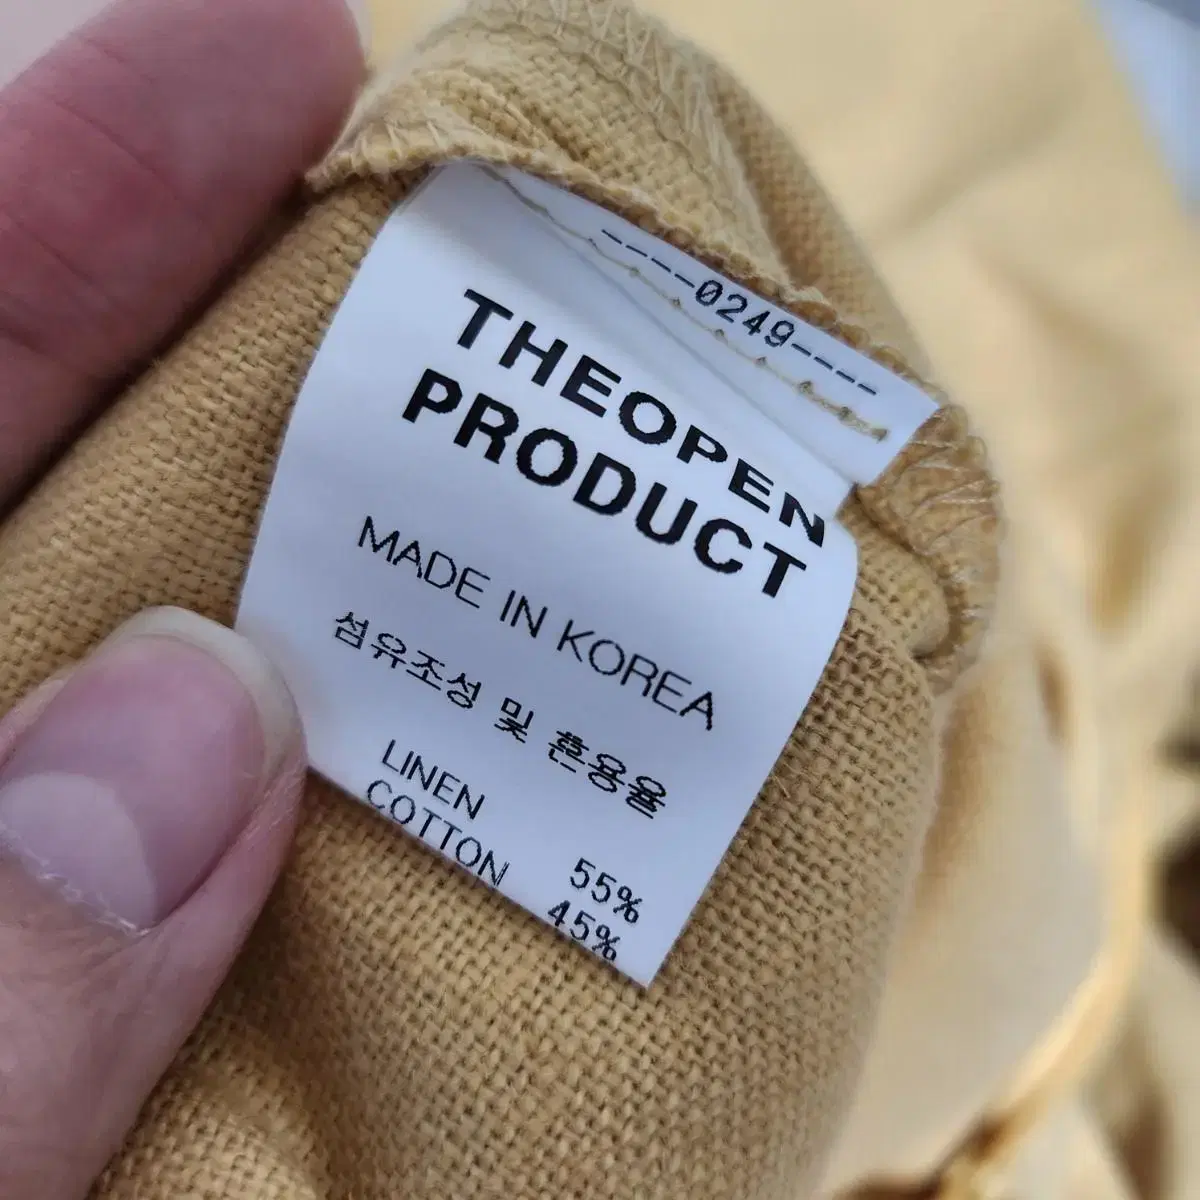 ----0249----
THEOPEN
PRODUCT
MADE IN KOREA
섬유조성 및 혼용율
LINEN 55%
COTTON 45%